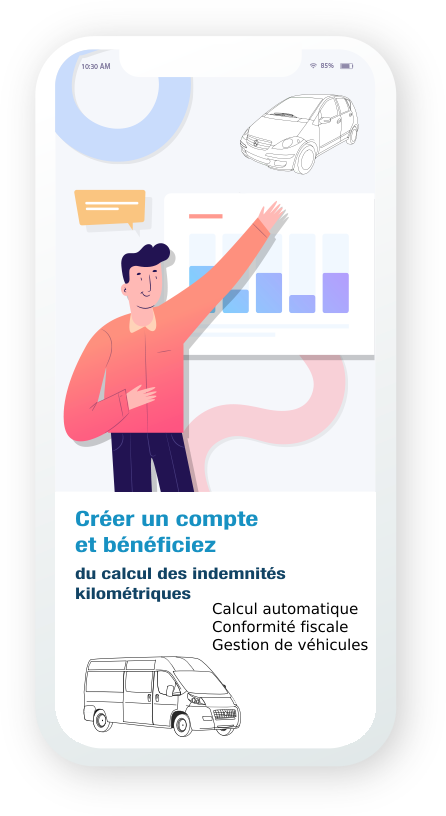 10:30 AM
85%
Créer un compte
et bénéficiez
du calcul des indemnités
kilométriques
Calcul automatique
Conformité fiscale
Gestion de véhicules